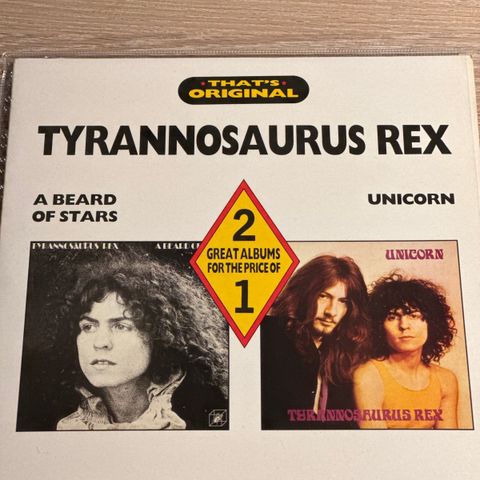 THAT'S
ORIGINAL
TYRANNOSAURUS REX
A BEARD
OF STARS
UNICORN
2
GREAT ALBUMS
FOR THE PRICE OF
1
TYRANNOSAURUS REX A BEARD
UNICORN
TYRANNOSAURUS REX